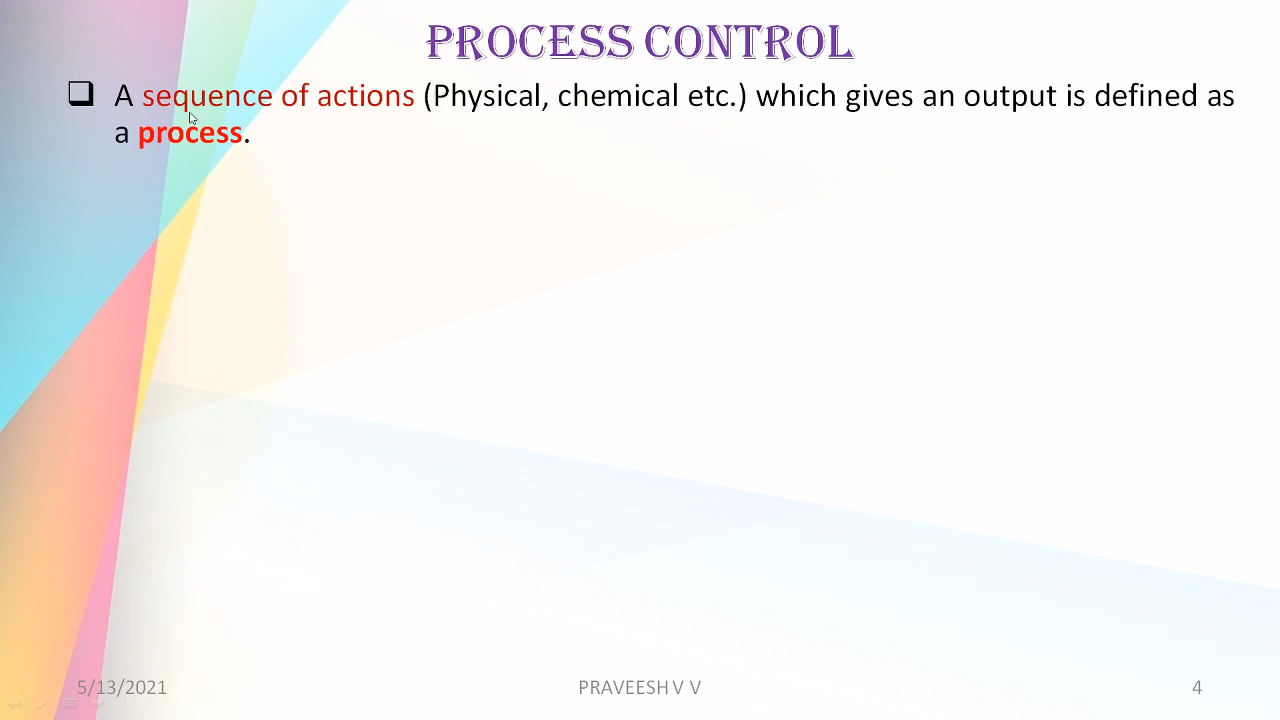 PROCESS CONTROL
A sequence of actions (Physical, chemical etc.) which gives an output is defined as
a process.
5/13/2021 PRAVEESH V V 4